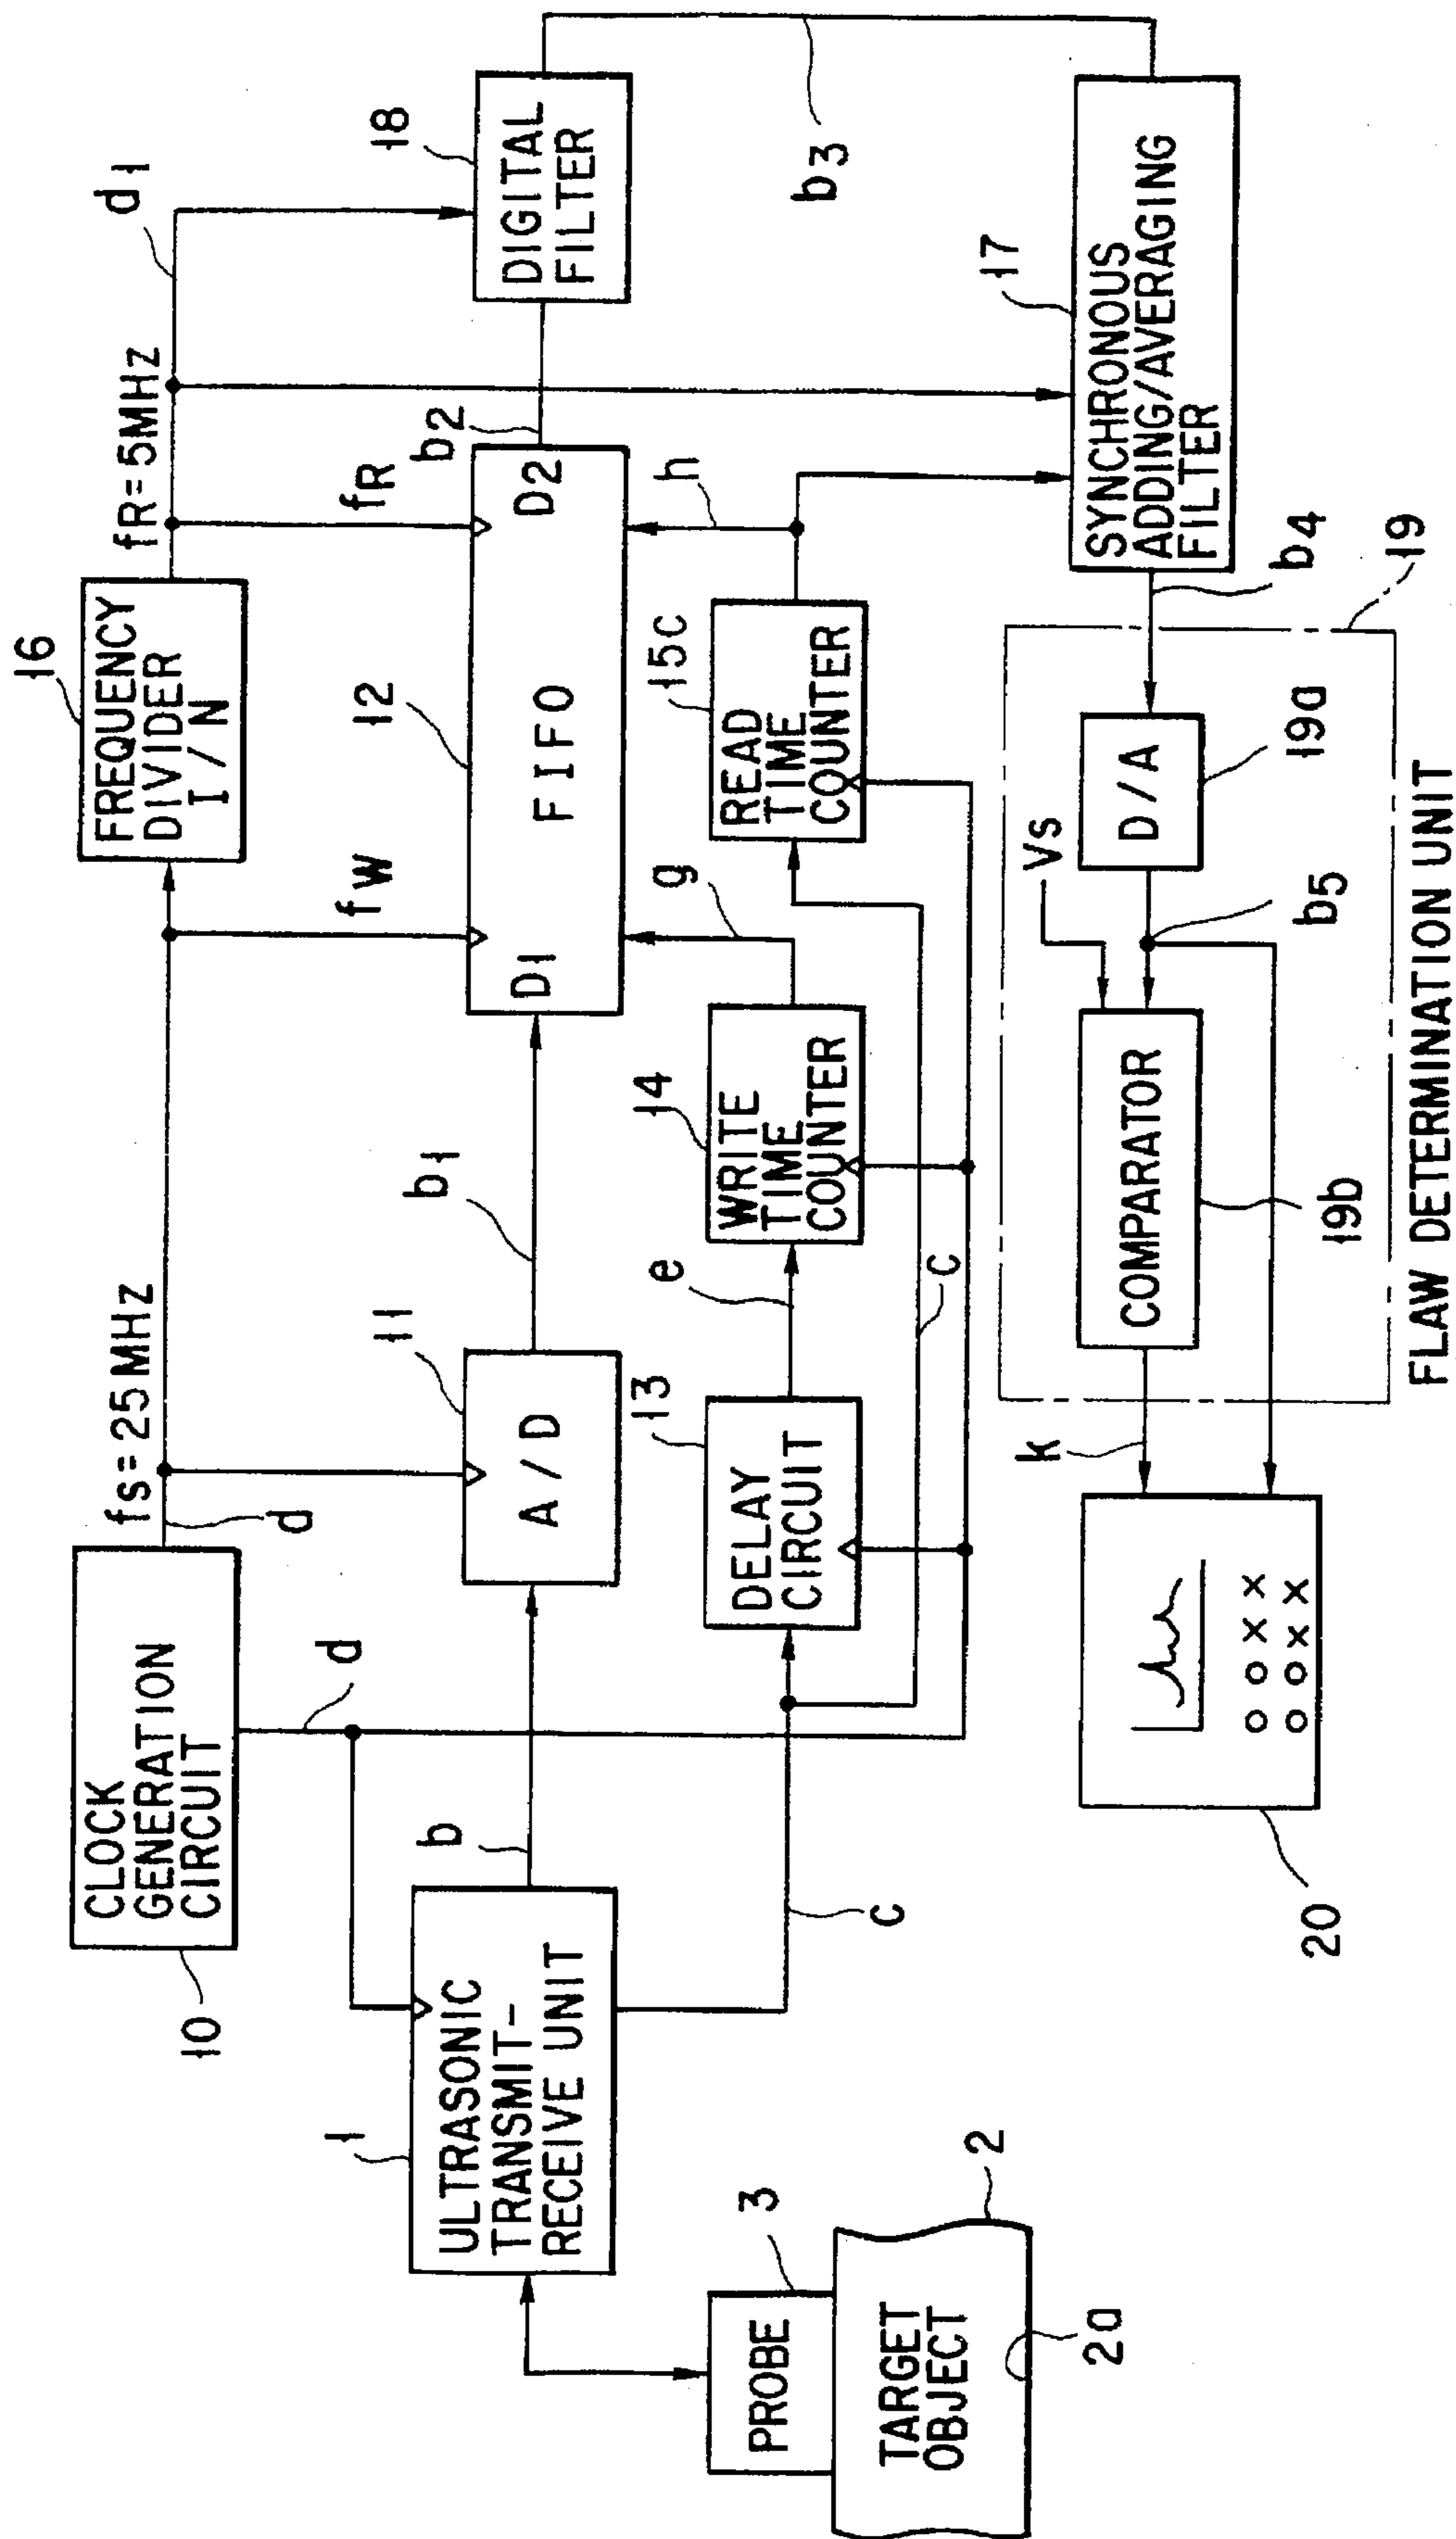 CLOCK
GENERATION
CIRCUIT
10
d
fs=25MHz
d
FREQUENCY
DIVIDER
I/N
16
fR=5MHz
d1
ULTRASONIC
TRANSMIT-
RECEIVE UNIT
1
b
A/D
11
b1
fW
D1
FIFO
12
fR
D2
b2
DIGITAL
FILTER
18
b3
c
DELAY
CIRCUIT
13
e
WRITE
TIME
COUNTER
14
g
c
READ
TIME
COUNTER
15c
h
PROBE
3
TARGET
OBJECT
2
2a
SYNCHRONOUS
ADDING/AVERAGING
FILTER
17
b4
19
D/A
19a
Vs
b5
COMPARATOR
19b
k
FLAW DETERMINATION UNIT
O O X X
O O X X
20